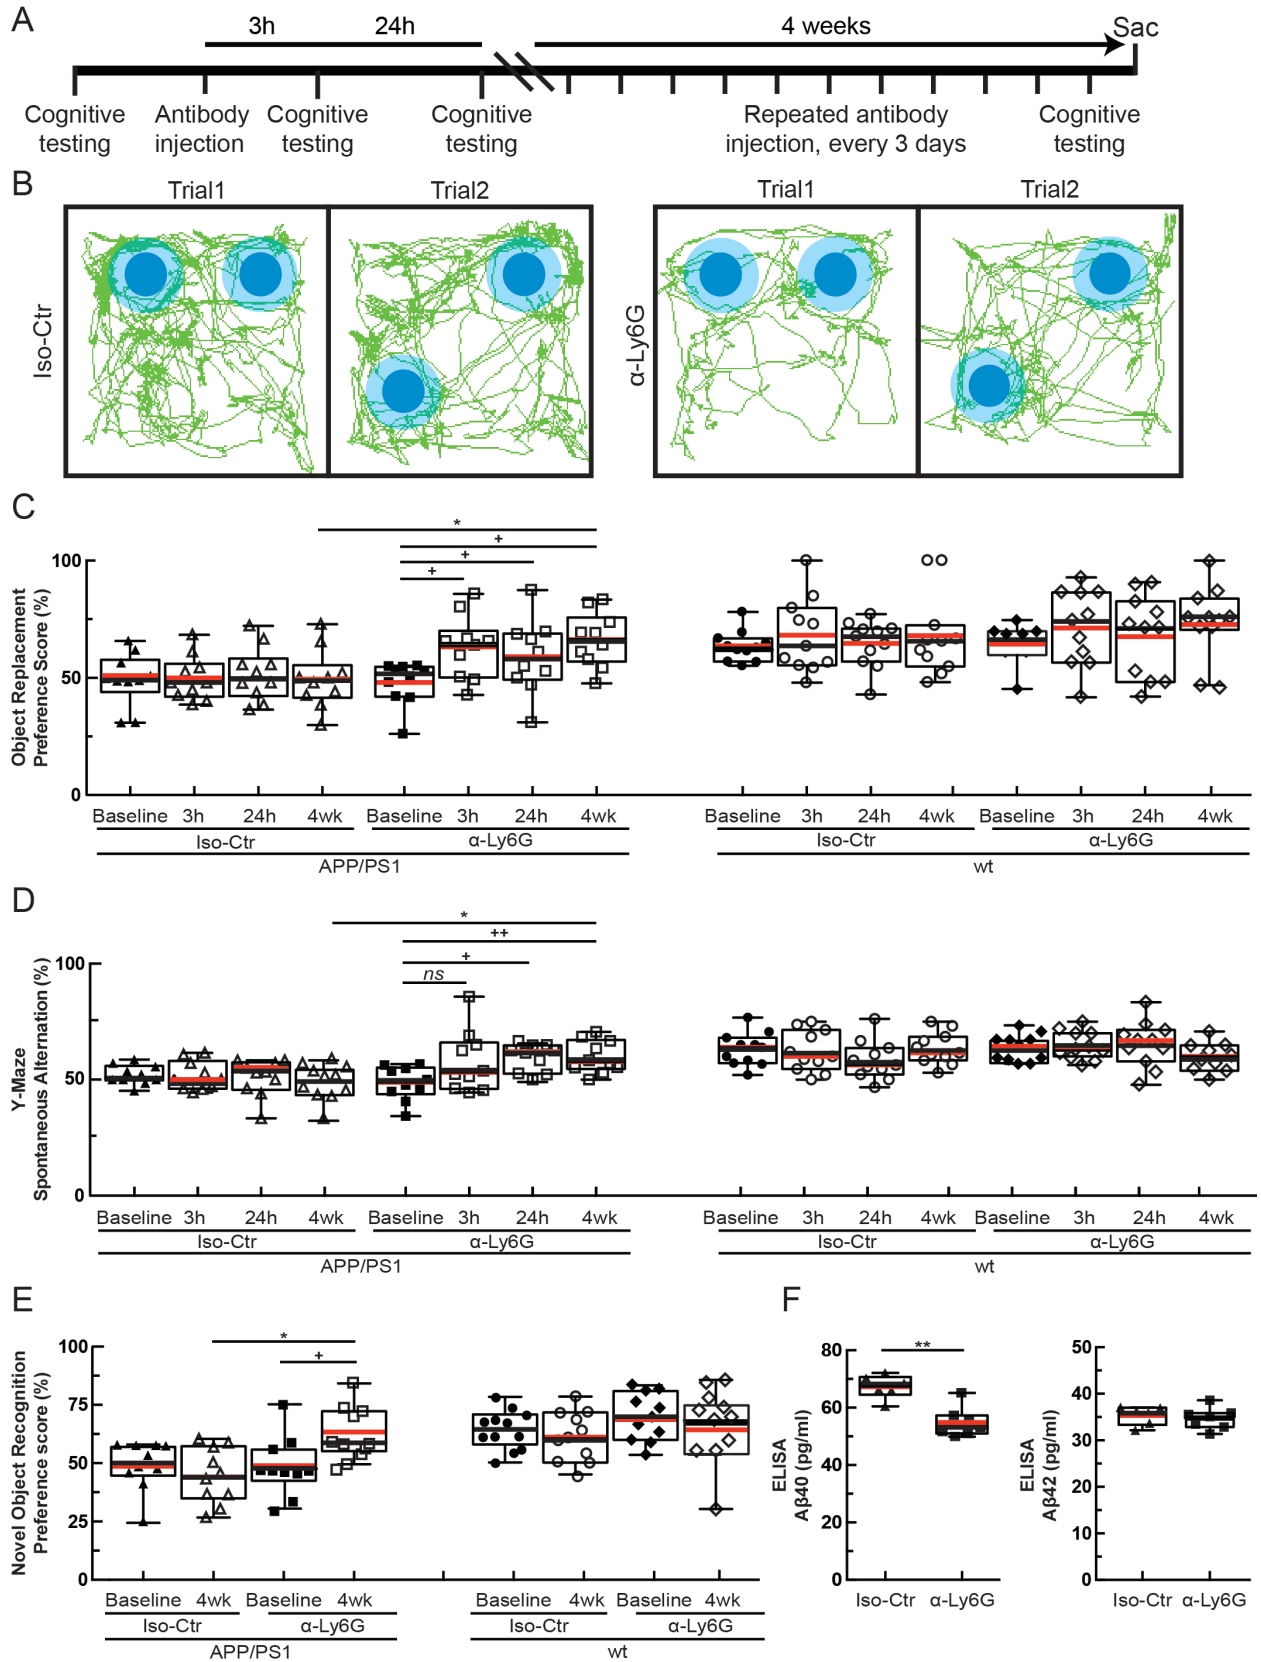 A
3h 24h 4 weeks Sac
Cognitive testing
Antibody injection
Cognitive testing
Cognitive testing
Repeated antibody injection, every 3 days
Cognitive testing
B
Trial1 Trial2 Trial1 Trial2
Iso-Ctr
α-Ly6G
C
Object Replacement
Preference Score (%)
*
+
+
+
100
50
0
Baseline 3h 24h 4wk Baseline 3h 24h 4wk Baseline 3h 24h 4wk Baseline 3h 24h 4wk
Iso-Ctr α-Ly6G Iso-Ctr α-Ly6G
APP/PS1 wt
D
Y-Maze
Spontaneous Alternation (%)
*
++
+
ns
100
50
0
Baseline 3h 24h 4wk Baseline 3h 24h 4wk Baseline 3h 24h 4wk Baseline 3h 24h 4wk
Iso-Ctr α-Ly6G Iso-Ctr α-Ly6G
APP/PS1 wt
E
Novel Object Recognition
Preference score (%)
*
+
100
75
50
25
0
Baseline 4wk Baseline 4wk Baseline 4wk Baseline 4wk
Iso-Ctr α-Ly6G Iso-Ctr α-Ly6G
APP/PS1 wt
F
ELISA
Aβ40 (pg/ml)
**
80
60
40
20
0
Iso-Ctr α-Ly6G
ELISA
Aβ42 (pg/ml)
50
40
30
20
10
0
Iso-Ctr α-Ly6G